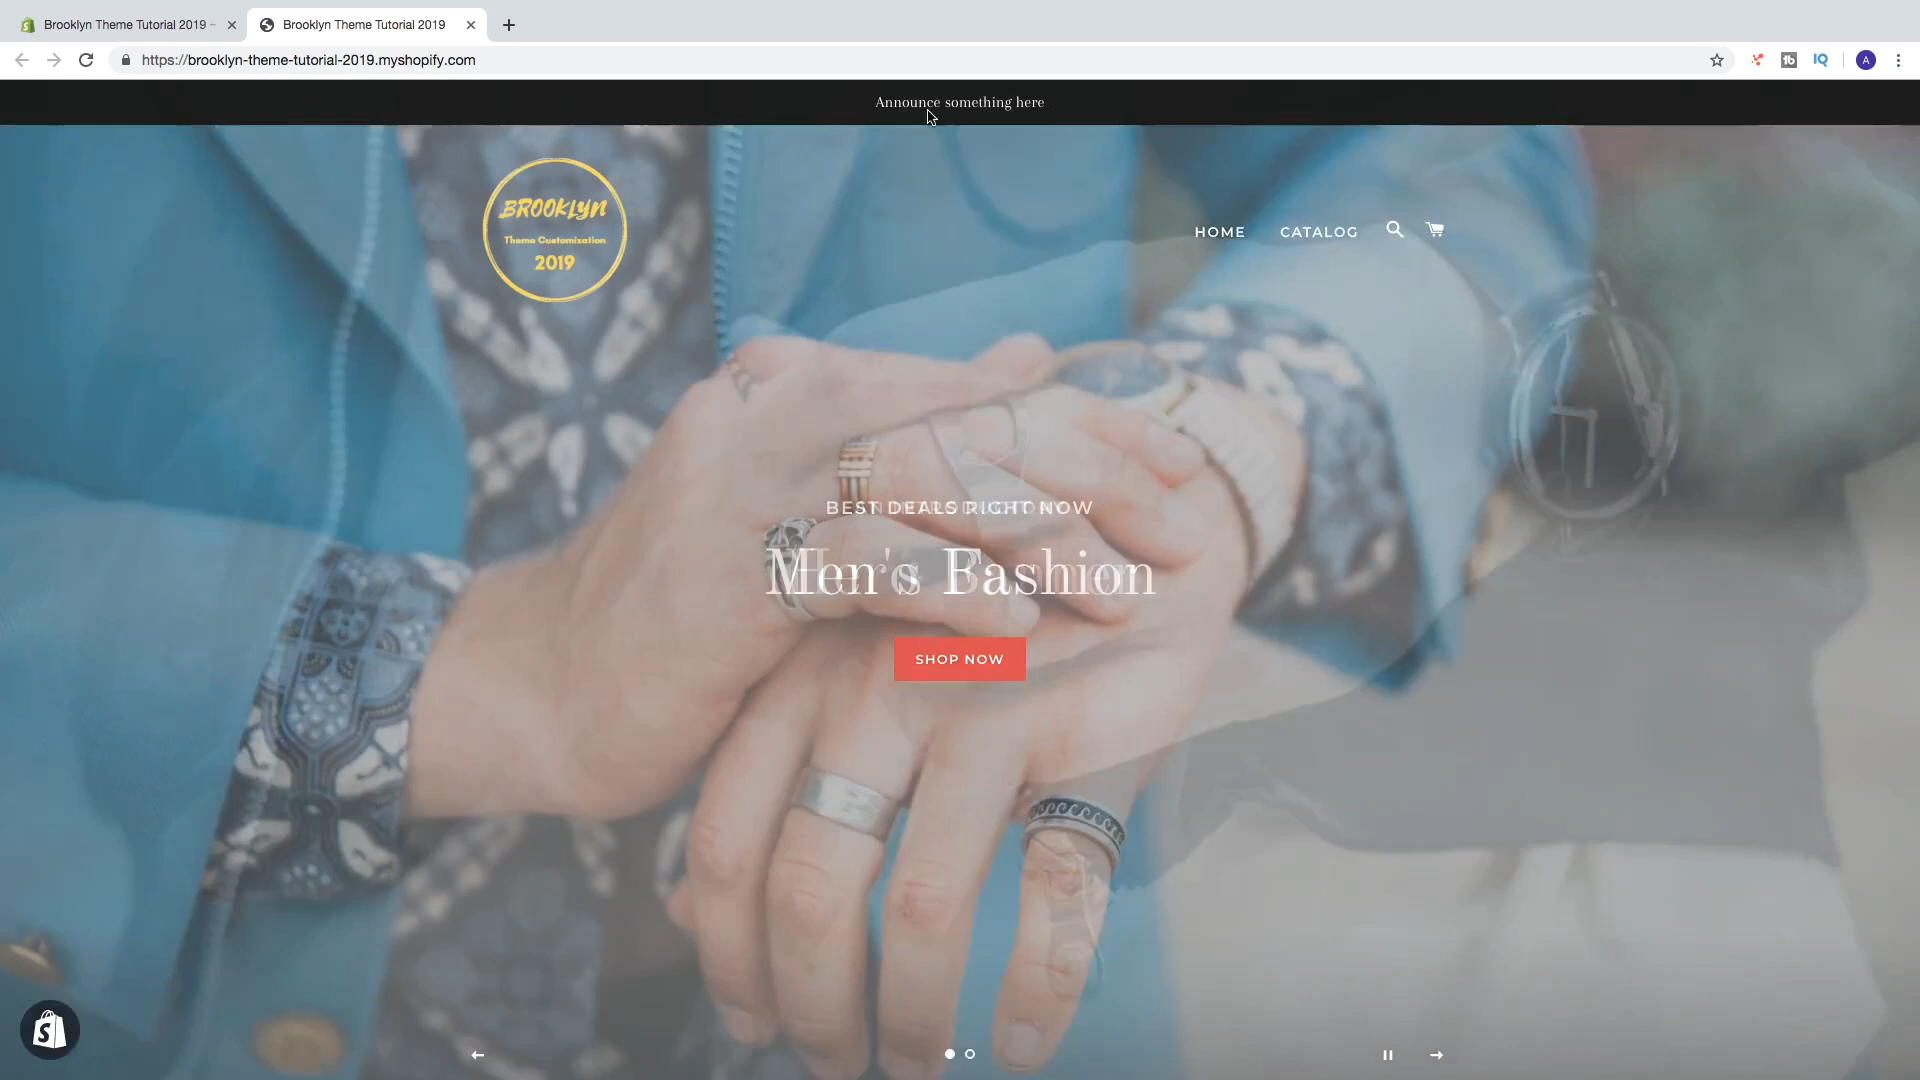 Brooklyn Theme Tutorial 2019 ~
Brooklyn Theme Tutorial 2019
https://brooklyn-theme-tutorial-2019.myshopify.com
A
Announce something here
BROOKLYN
Theme Customization
2019
HOME
CATALOG
BEST DEALS RIGHT NOW
Men's Fashion
SHOP NOW